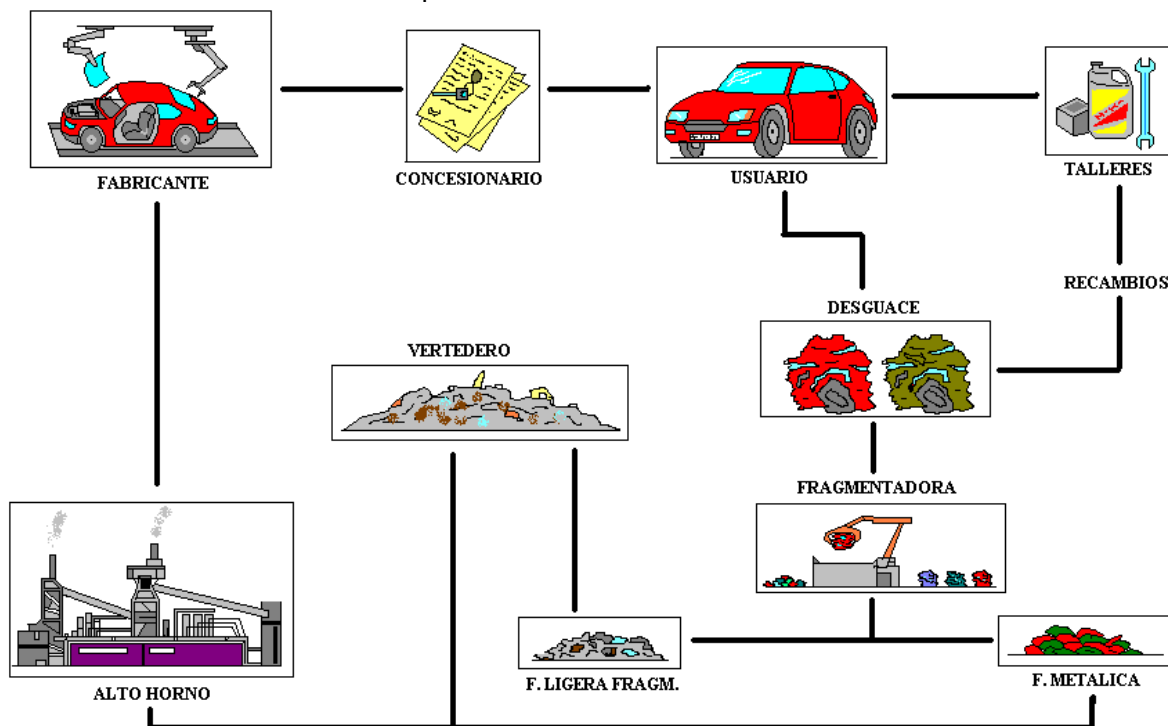 FABRICANTE
CONCESIONARIO
USUARIO
TALLERES
RECAMBIOS
DESGUACE
VERTEDERO
FRAGMENTADORA
F. LIGERA FRAGM.
F. METALICA
ALTO HORNO